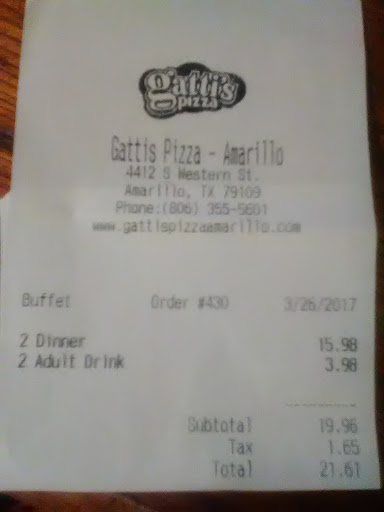 gatti's
PIZZA
Gattis Pizza - Amarillo
4412 S Western St.
Amarillo, TX 79109
Phone:(806) 355-5601
www.gattispizzaamarillo.com
Buffet Order #430 3/26/2017
2 Dinner 15.98
2 Adult Drink 3.98
----------
Subtotal 19.96
Tax 1.65
Total 21.61